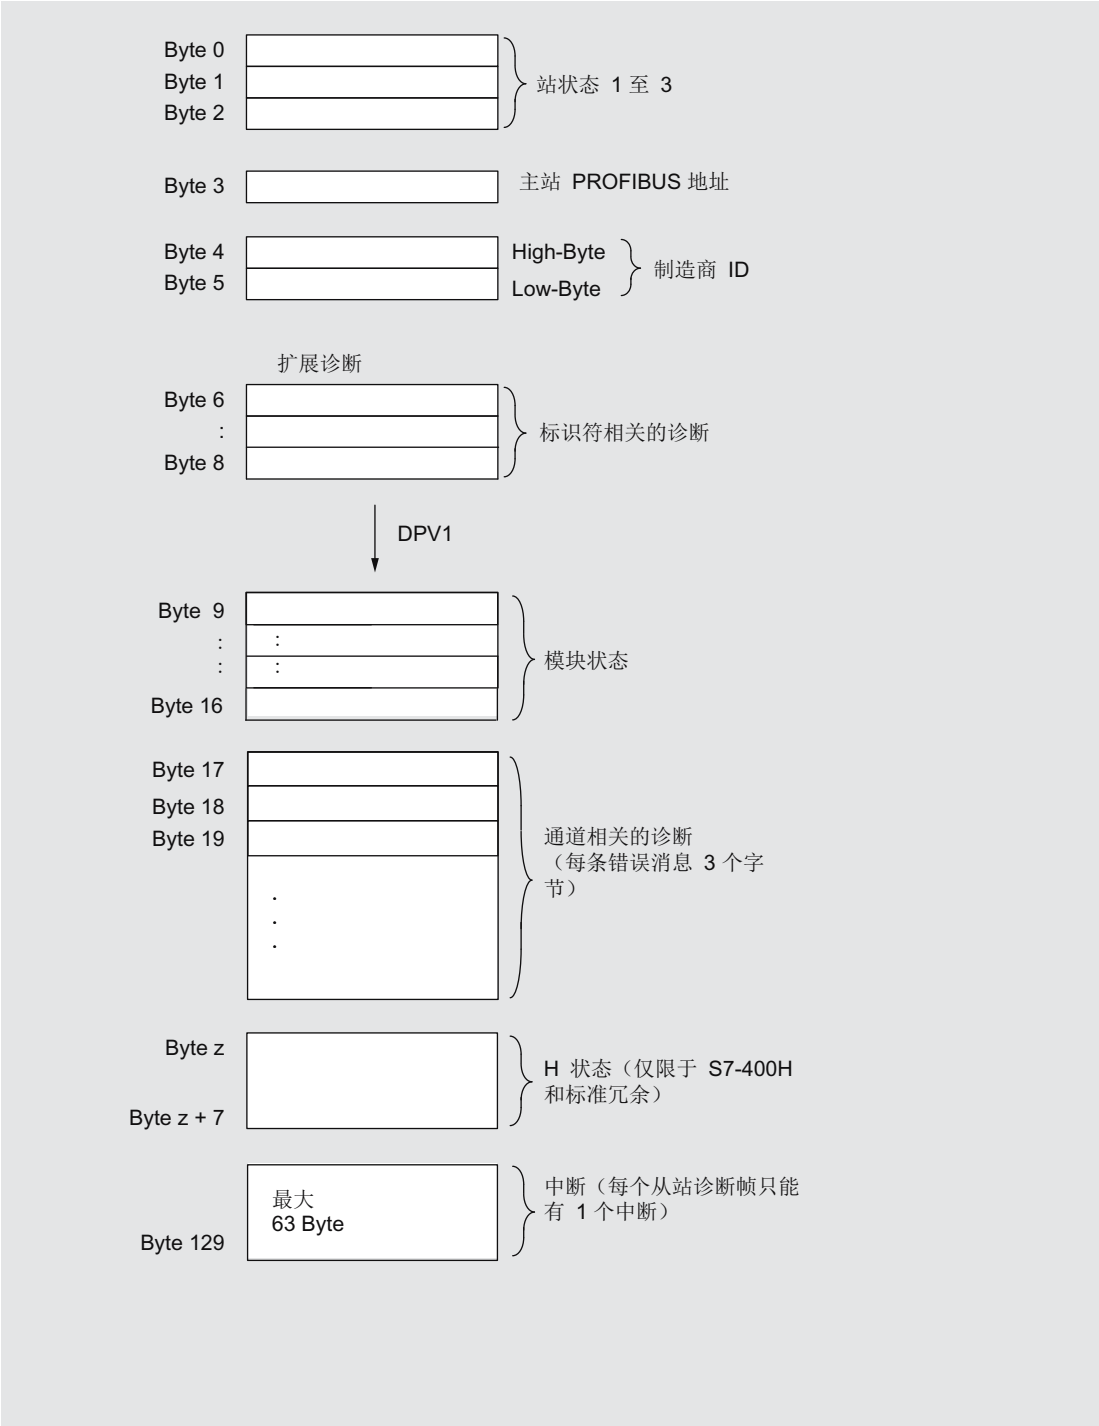 Byte 0
Byte 1
Byte 2
站状态 1 至 3
Byte 3
主站 PROFIBUS 地址
Byte 4
High-Byte
Byte 5
Low-Byte
制造商 ID
扩展诊断
Byte 6
:
Byte 8
标识符相关的诊断
DPV1
Byte 9
: :
: :
Byte 16
模块状态
Byte 17
Byte 18
Byte 19
.
.
.
通道相关的诊断
（每条错误消息 3 个字
节）
Byte z
Byte z + 7
H 状态（仅限于 S7-400H
和标准冗余）
最大
63 Byte
Byte 129
中断（每个从站诊断帧只能
有 1 个中断）